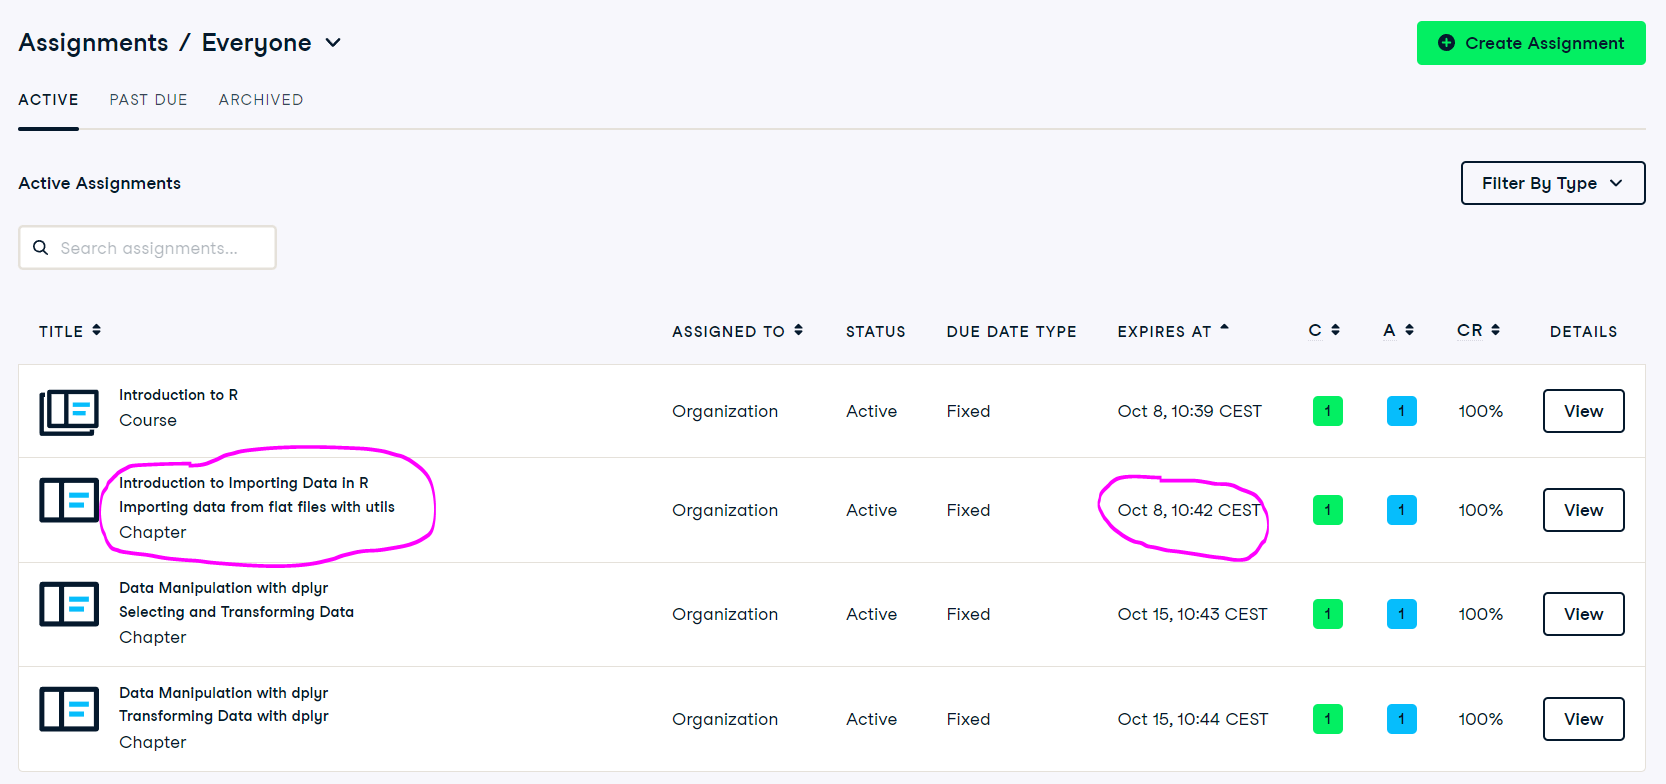 Assignments / Everyone
Create Assignment
ACTIVE PAST DUE ARCHIVED
Active Assignments
Filter By Type
Search assignments...
TITLE ASSIGNED TO STATUS DUE DATE TYPE EXPIRES AT C A CR DETAILS
Introduction to R
Course
Organization Active Fixed Oct 8, 10:39 CEST 1 1 100% View
Introduction to Importing Data in R
Importing data from flat files with utils
Chapter
Organization Active Fixed Oct 8, 10:42 CEST 1 1 100% View
Data Manipulation with dplyr
Selecting and Transforming Data
Chapter
Organization Active Fixed Oct 15, 10:43 CEST 1 1 100% View
Data Manipulation with dplyr
Transforming Data with dplyr
Chapter
Organization Active Fixed Oct 15, 10:44 CEST 1 1 100% View